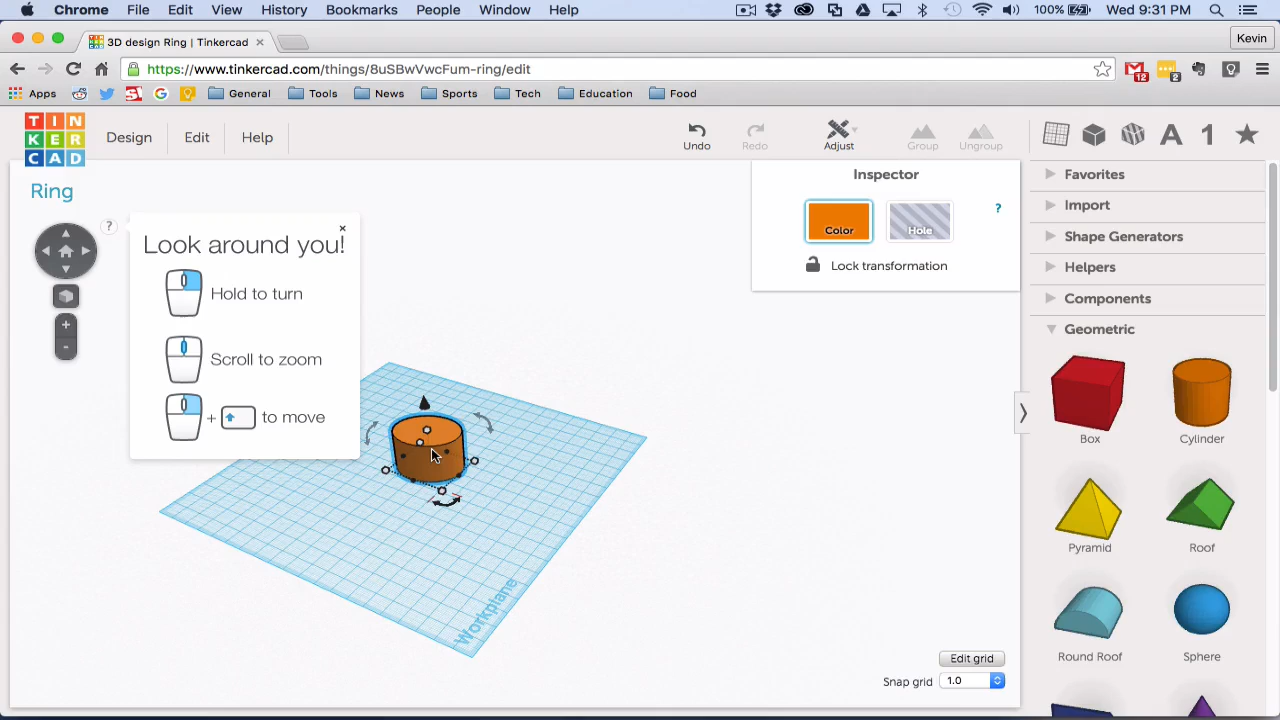 Chrome File Edit View History Bookmarks People Window Help 100% Wed 9:31 PM
3D design Ring | Tinkercad × Kevin
https://www.tinkercad.com/things/8uSBwVwcFum-ring/edit 12 2
Apps General Tools News Sports Tech Education Food
TIN
KER
CAD
Design Edit Help Undo Redo Adjust Group Ungroup A 1
Ring
?
Look around you!
×
Hold to turn
Scroll to zoom
+ to move
+
-
Inspector
Color Hole ?
Lock transformation
Workplane
Edit grid
Snap grid 1.0
Favorites
Import
Shape Generators
Helpers
Components
Geometric
Box Cylinder
Pyramid Roof
Round Roof Sphere